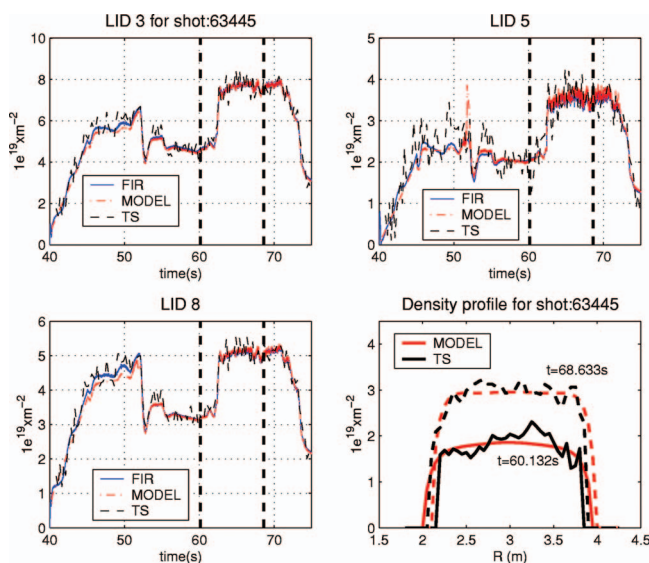 LID 3 for shot:63445
10
8
6
4
2
0
40 50 60 70
time(s)
1e¹⁹xm⁻²
FIR
MODEL
TS
LID 5
5
4
3
2
1
0
40 50 60 70
time(s)
1e¹⁹xm⁻²
FIR
MODEL
TS
LID 8
6
5
4
3
2
1
0
40 50 60 70
time(s)
1e¹⁹xm⁻²
FIR
MODEL
TS
Density profile for shot:63445
4
3
2
1
0
1.5 2 2.5 3 3.5 4 4.5
R (m)
1e¹⁹xm⁻²
MODEL
TS
t=68.633s
t=60.132s